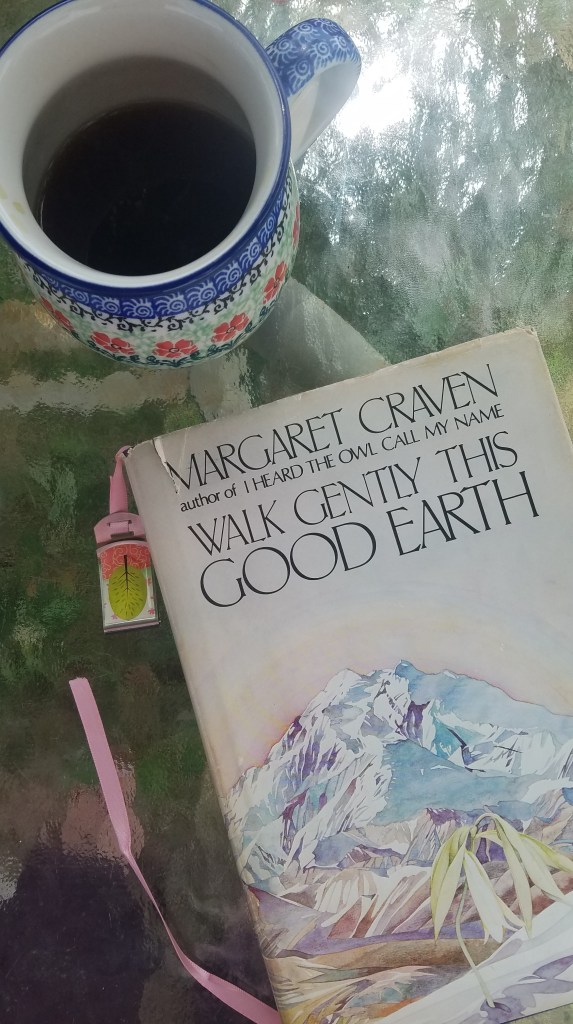 MARGARET CRAVEN
author of I HEARD THE OWL CALL MY NAME
WALK GENTLY THIS
GOOD EARTH